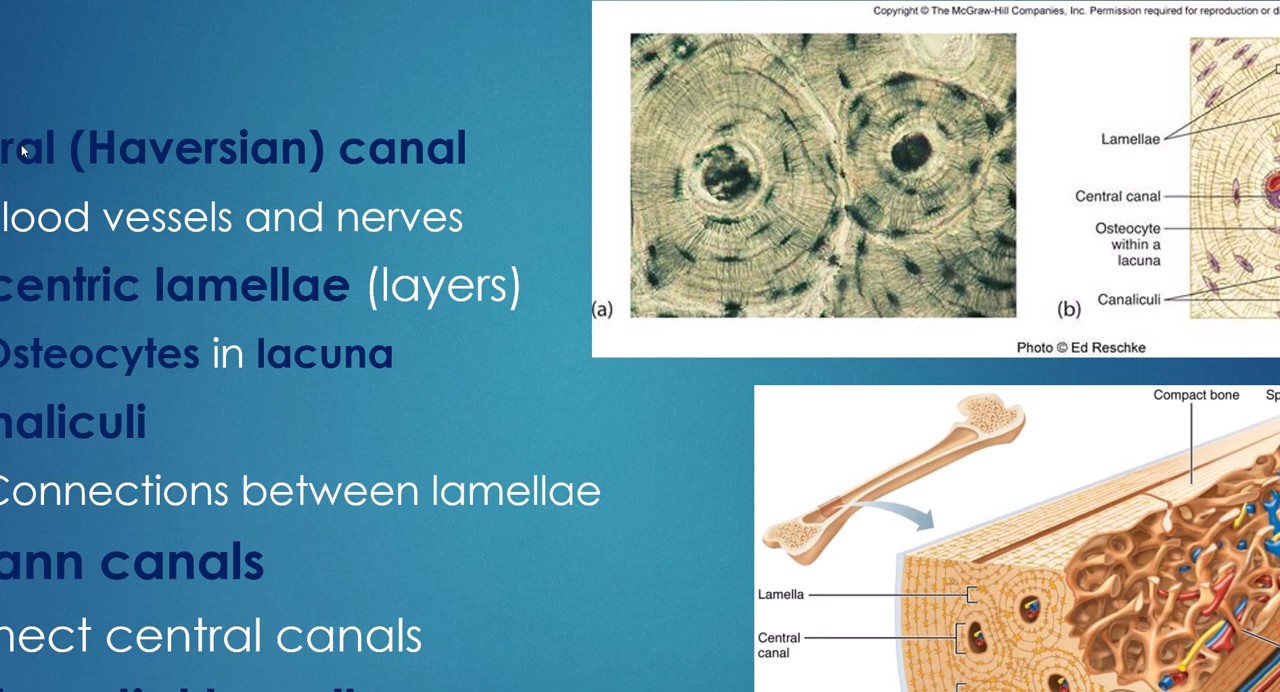 ral (Haversian) canal
lood vessels and nerves
centric lamellae (layers)
Osteocytes in lacuna
naliculi
Connections between lamellae
ann canals
nect central canals
Copyright © The McGraw-Hill Companies, Inc. Permission required for reproduction or d
Lamellae
Central canal
Osteocyte
within a
lacuna
Canaliculi
(a)
(b)
Photo © Ed Reschke
Compact bone Sp
Lamella
Central
canal